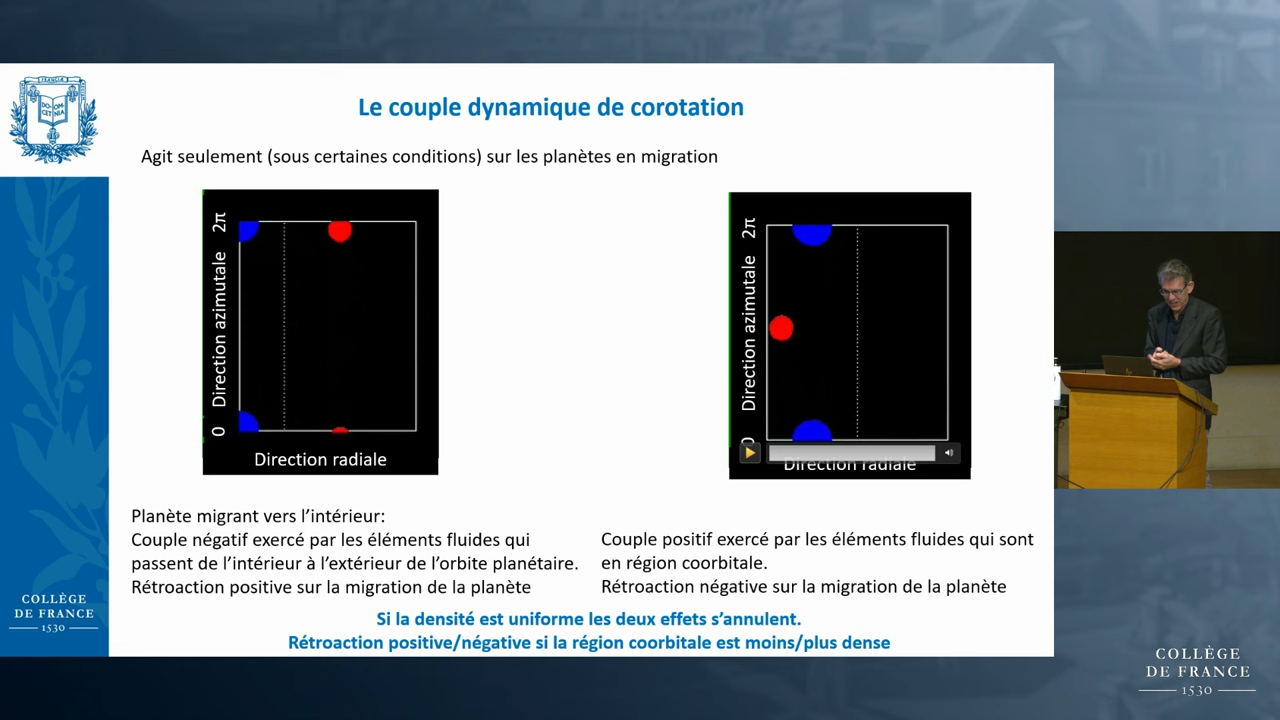 Le couple dynamique de corotation
Agit seulement (sous certaines conditions) sur les planètes en migration
2π
Direction azimutale
0
Direction radiale
2π
Direction azimutale
0
Direction radiale
Planète migrant vers l’intérieur:
Couple négatif exercé par les éléments fluides qui
passent de l’intérieur à l’extérieur de l’orbite planétaire.
Rétroaction positive sur la migration de la planète
Couple positif exercé par les éléments fluides qui sont
en région coorbitale.
Rétroaction négative sur la migration de la planète
Si la densité est uniforme les deux effets s’annulent.
Rétroaction positive/négative si la région coorbitale est moins/plus dense
COLLÈGE
DE FRANCE
1530
COLLÈGE
DE FRANCE
1530